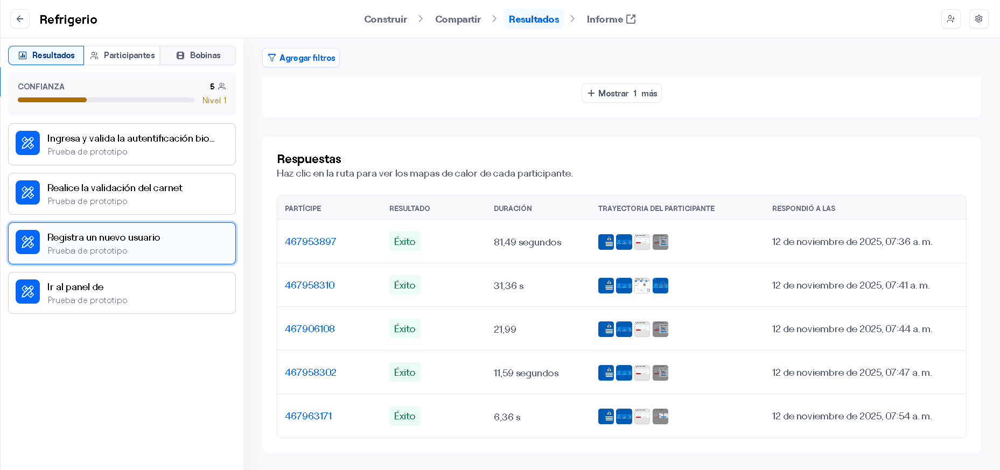 Refrigerio
Construir
Compartir
Resultados
Informe
Resultados
Participantes
Bobinas
CONFIANZA
5
Nivel 1
Ingresa y valida la autentificación bio...
Prueba de prototipo
Realice la validación del carnet
Prueba de prototipo
Registra un nuevo usuario
Prueba de prototipo
Ir al panel de
Prueba de prototipo
Agregar filtros
+ Mostrar 1 más
Respuestas
Haz clic en la ruta para ver los mapas de calor de cada participante.
PARTÍCIPE RESULTADO DURACIÓN TRAYECTORIA DEL PARTICIPANTE RESPONDIÓ A LAS
467953897 Éxito 81,49 segundos 12 de noviembre de 2025, 07:36 a. m.
467958310 Éxito 31,36 s 12 de noviembre de 2025, 07:41 a. m.
467906108 Éxito 21,99 12 de noviembre de 2025, 07:44 a. m.
467958302 Éxito 11,59 segundos 12 de noviembre de 2025, 07:47 a. m.
467963171 Éxito 6,36 s 12 de noviembre de 2025, 07:54 a. m.